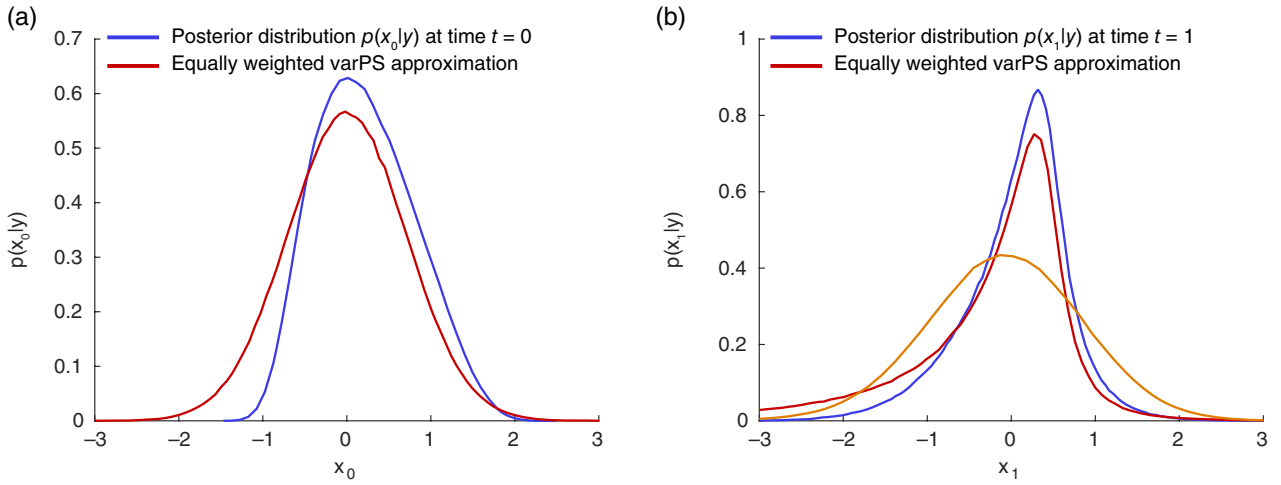 (a)
Posterior distribution p(x₀|y) at time t = 0
Equally weighted varPS approximation
0.7
0.6
0.5
0.4
0.3
0.2
0.1
0
p(x₀|y)
−3
−2
−1
0
1
2
3
x₀
(b)
Posterior distribution p(x₁|y) at time t = 1
Equally weighted varPS approximation
1
0.8
0.6
0.4
0.2
0
p(x₁|y)
−3
−2
−1
0
1
2
3
x₁